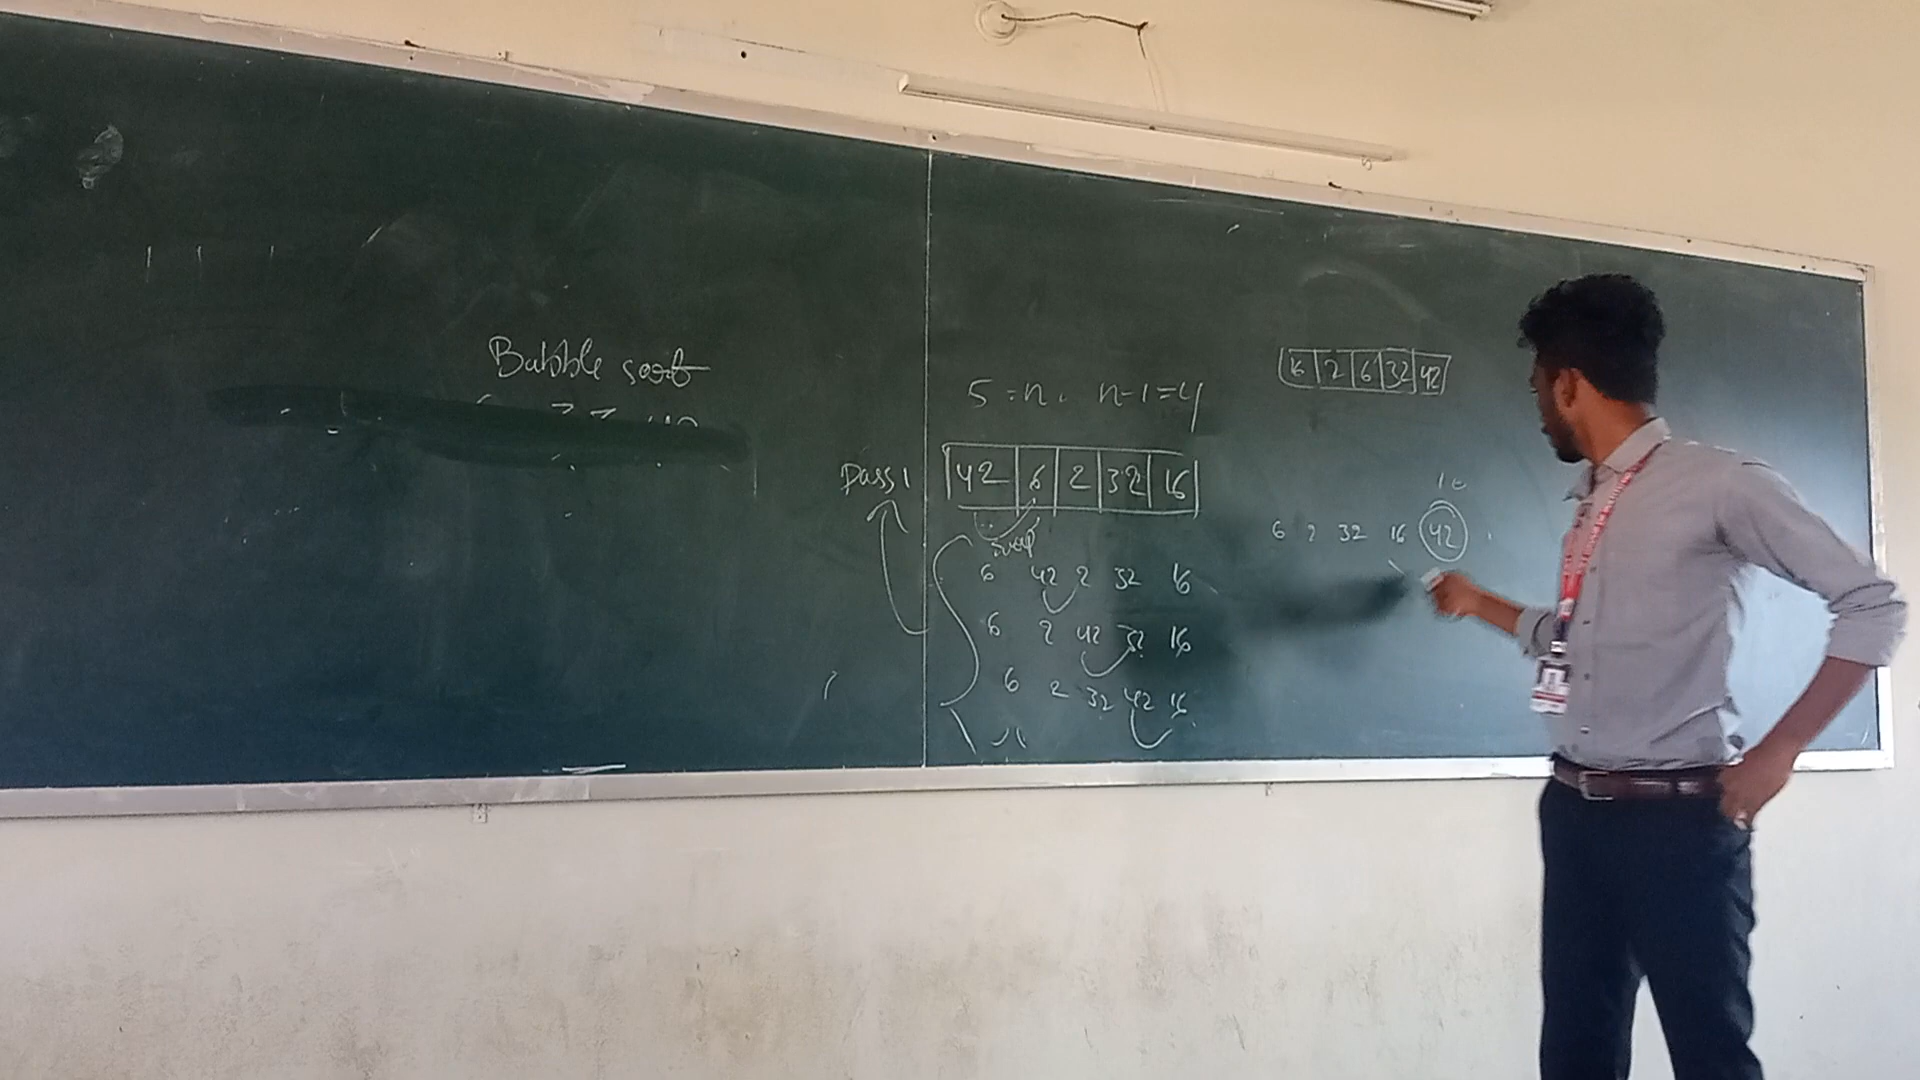 Bubble sort
5 = n. n-1=4
Pass 1 42 6 2 32 16
swap
6 42 2 32 16
6 2 42 32 16
6 2 32 42 16
16 2 6 32 42
6 2 32 16 42